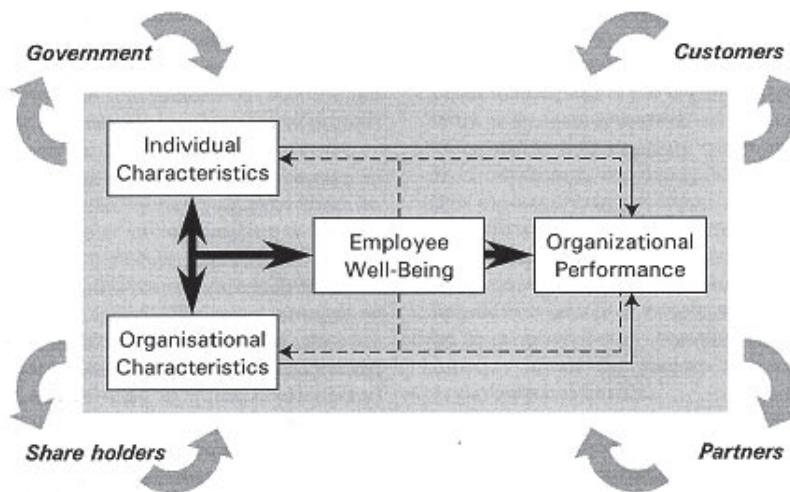 Government
Customers
Individual
Characteristics
Employee
Well-Being
Organizational
Performance
Organisational
Characteristics
Share holders
Partners